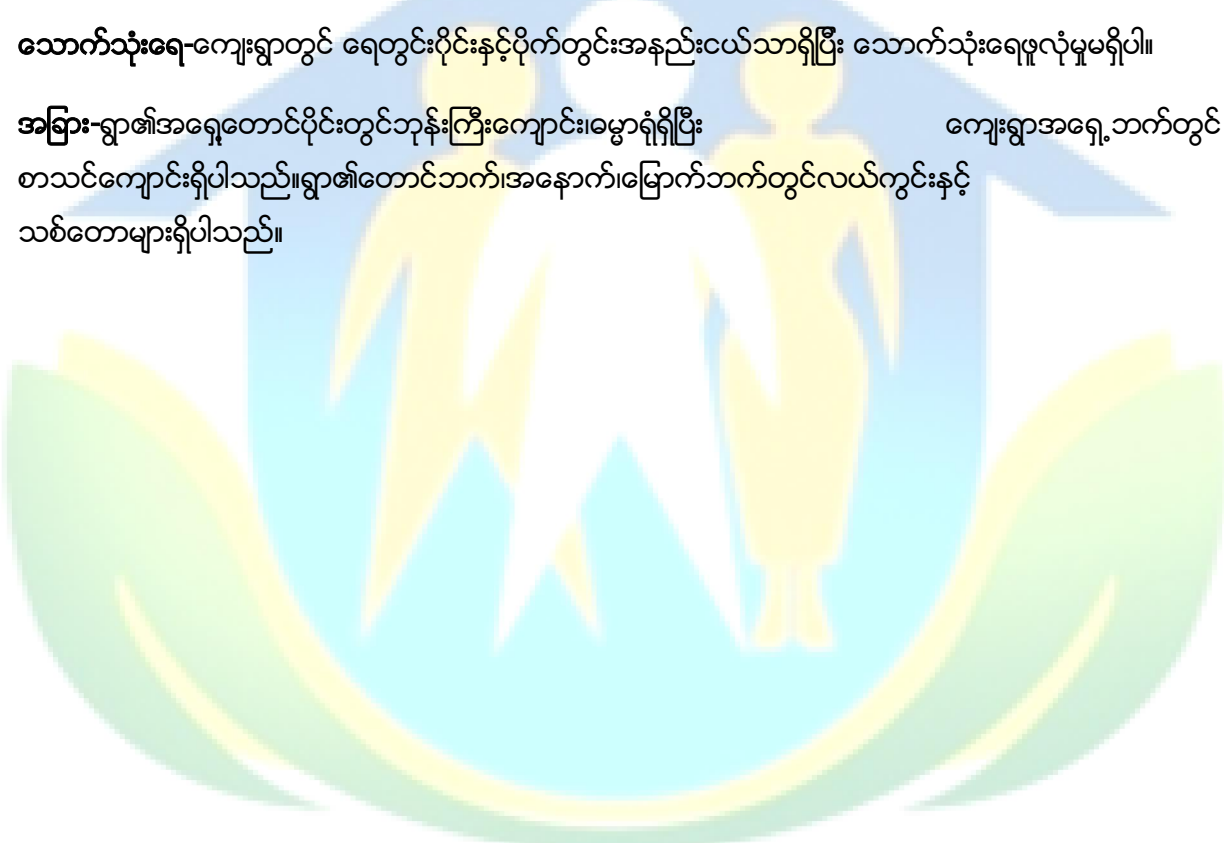 သောက်သုံးရေ-ကျေးရွာတွင် ရေတွင်းဂိုင်းနှင့်ပိုက်တွင်းအနည်းငယ်သာရှိပြီး သောက်သုံးရေဖူလုံမှုမရှိပါ။
အခြား-ရွာ၏အရှေ့တောင်ပိုင်းတွင်ဘုန်းကြီးကျောင်း၊ဓမ္မာရုံရှိပြီး ကျေးရွာအရှေ့ဘက်တွင်
စာသင်ကျောင်းရှိပါသည်။ရွာ၏တောင်ဘက်၊အနောက်၊မြောက်ဘက်တွင်လယ်ကွင်းနှင့်
သစ်တောများရှိပါသည်။